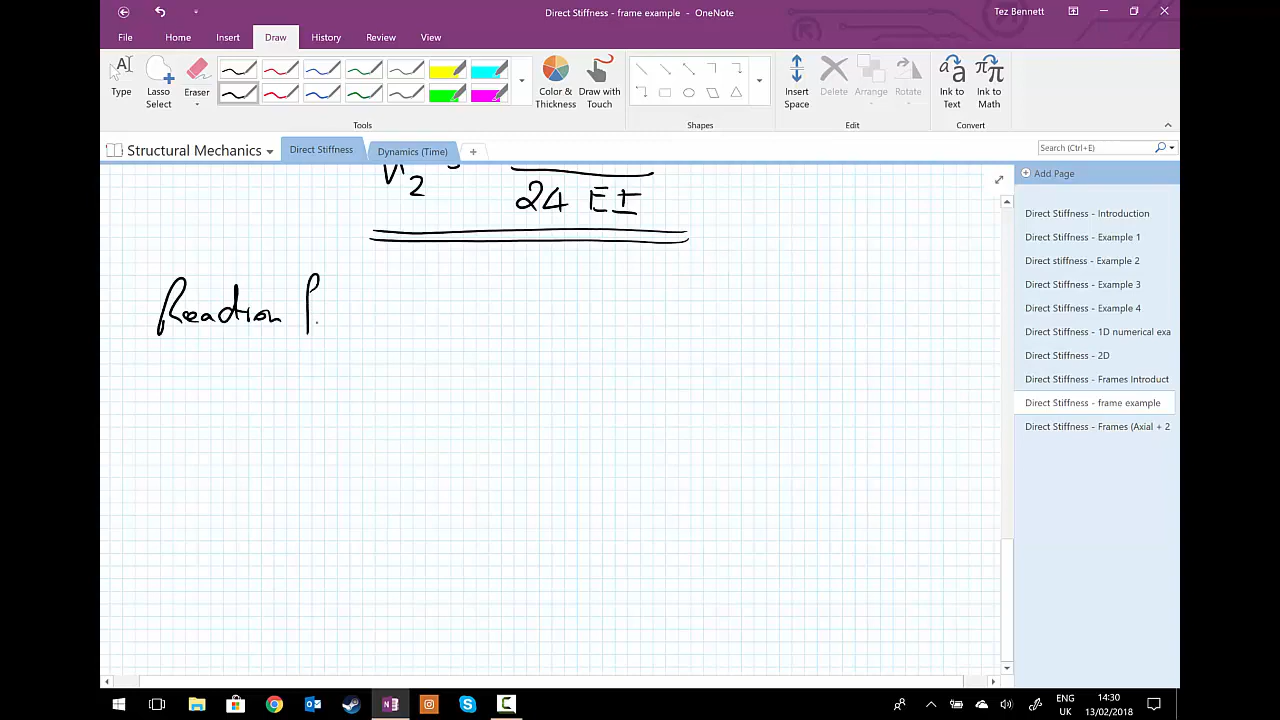 Direct Stiffness - frame example - OneNote
Tez Bennett
File Home Insert Draw History Review View
Type
Lasso Select
Eraser
Color & Thickness
Draw with Touch
Insert Space
Delete
Arrange
Rotate
Ink to Text
Ink to Math
Tools
Shapes
Edit
Convert
Structural Mechanics
Direct Stiffness
Dynamics (Time)
Search (Ctrl+E)
Add Page
Direct Stiffness - Introduction
Direct Stiffness - Example 1
Direct stiffness - Example 2
Direct Stiffness - Example 3
Direct Stiffness - Example 4
Direct Stiffness - 1D numerical exa
Direct Stiffness - 2D
Direct Stiffness - Frames Introduct
Direct Stiffness - frame example
Direct Stiffness - Frames (Axial + 2
2
24 EI
Reaction
ENG
UK
14:30
13/02/2018